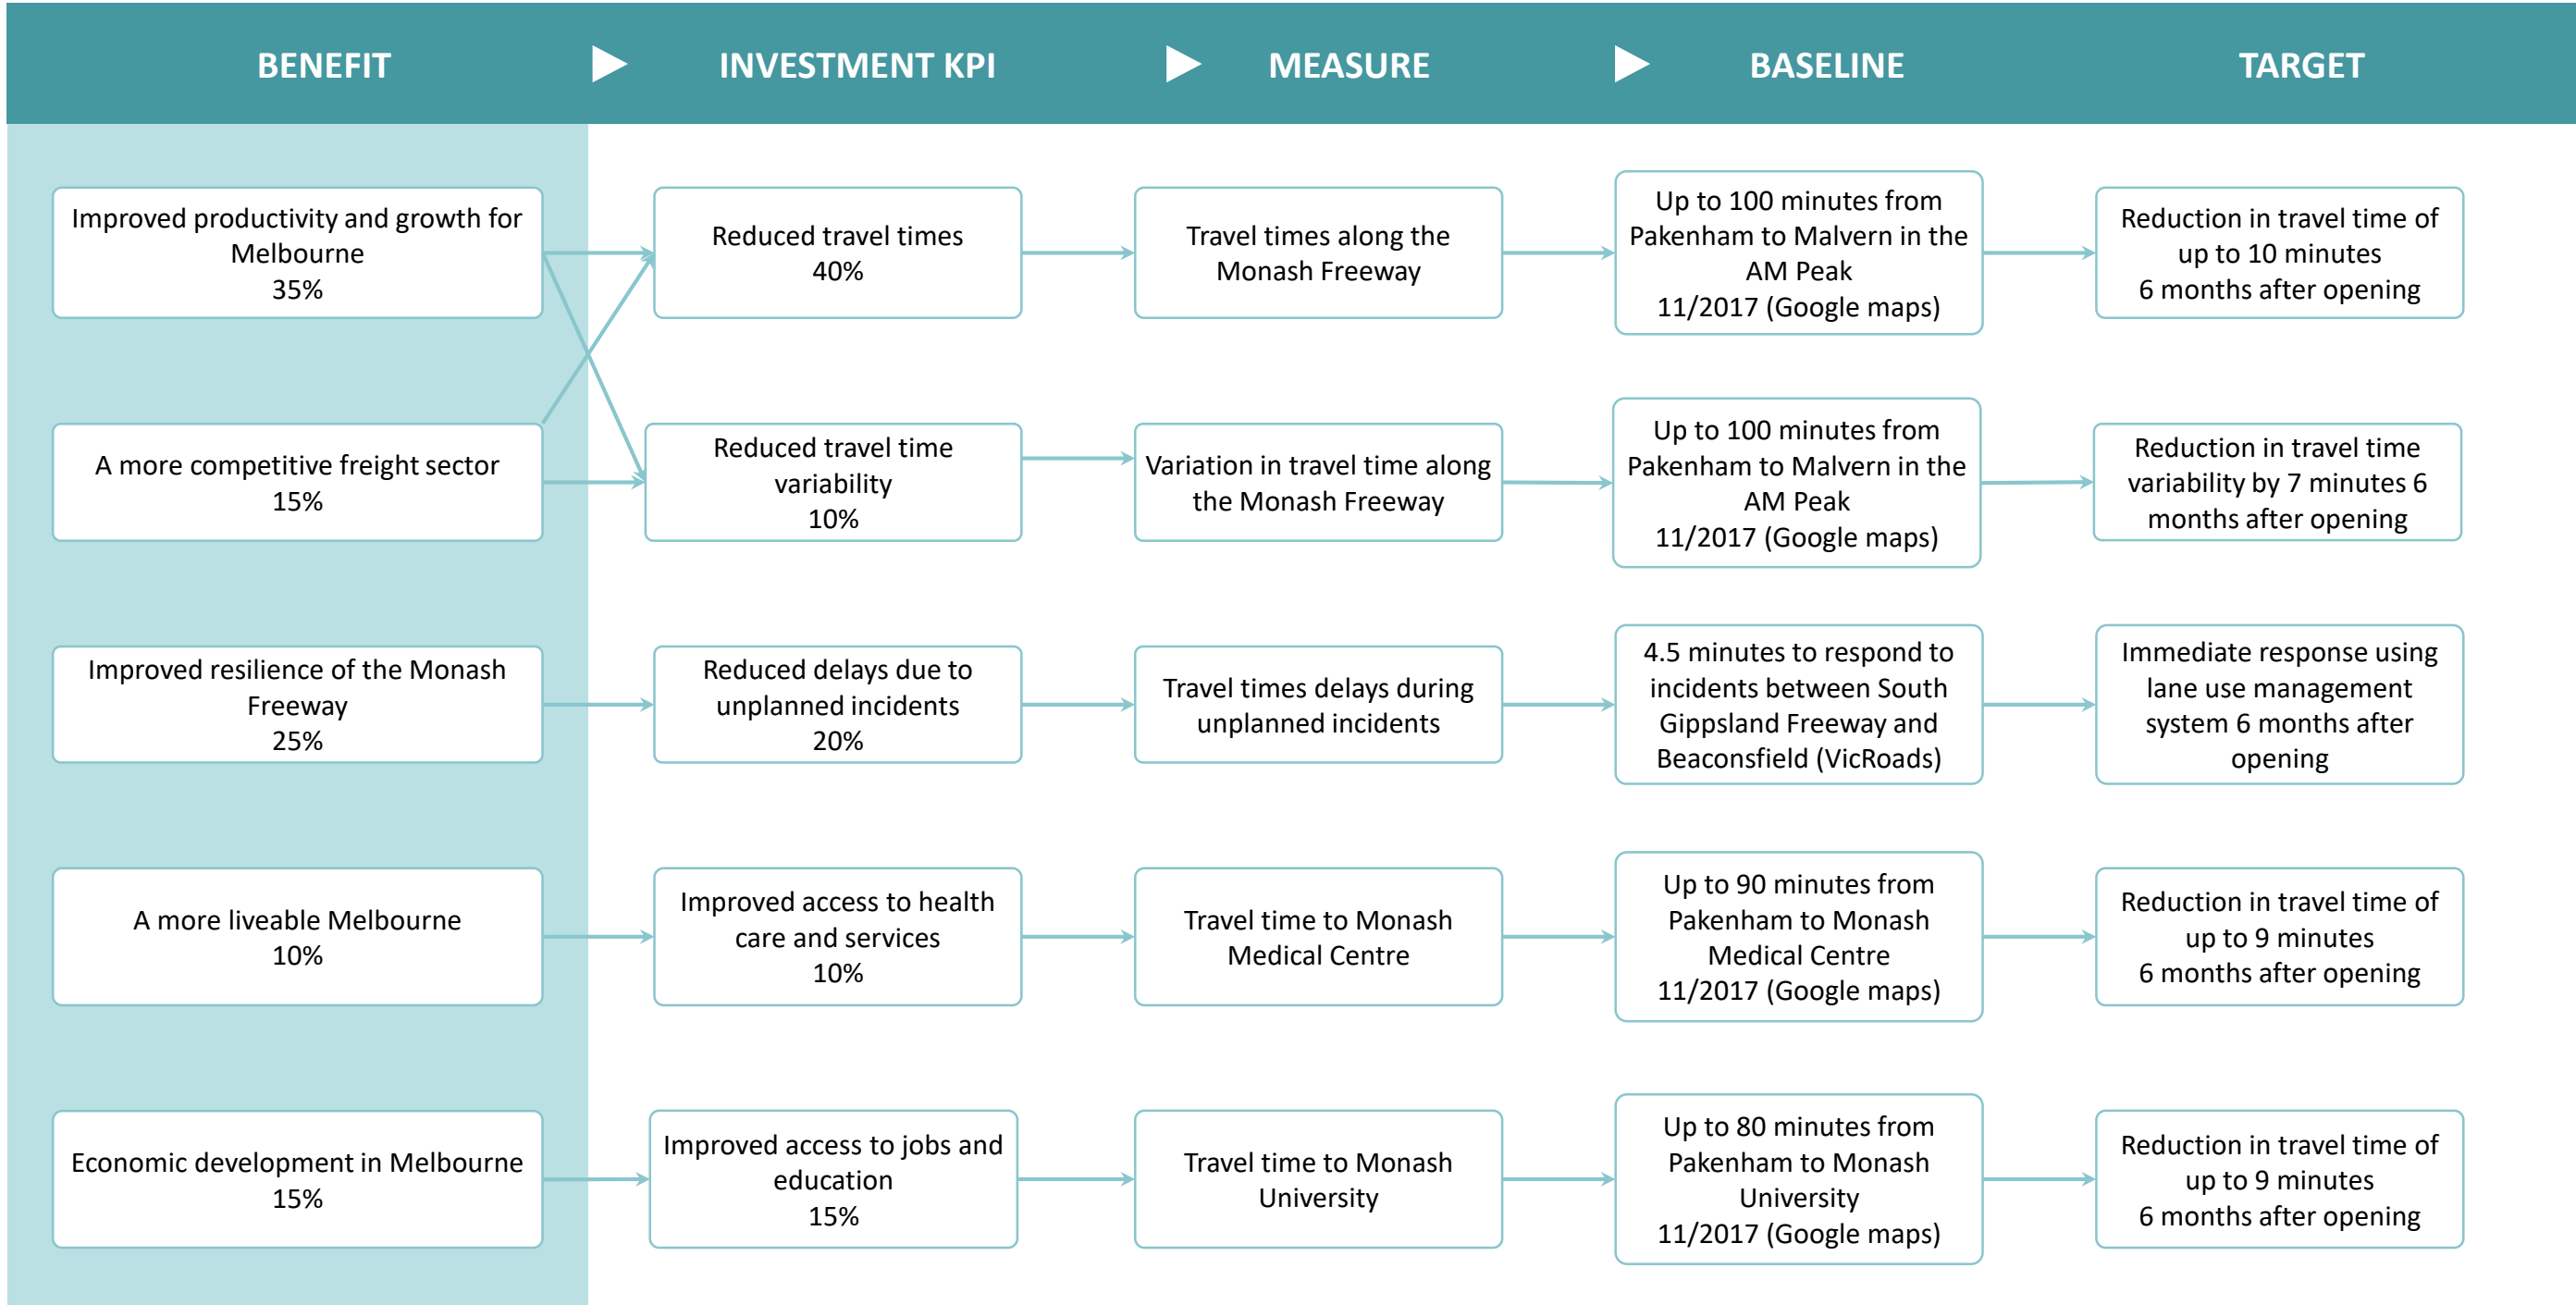 BENEFIT
INVESTMENT KPI
MEASURE
BASELINE
TARGET
Improved productivity and growth for
Melbourne
35%
Reduced travel times
40%
Travel times along the
Monash Freeway
Up to 100 minutes from
Pakenham to Malvern in the
AM Peak
11/2017 (Google maps)
Reduction in travel time of
up to 10 minutes
6 months after opening
A more competitive freight sector
15%
Reduced travel time
variability
10%
Variation in travel time along
the Monash Freeway
Up to 100 minutes from
Pakenham to Malvern in the
AM Peak
11/2017 (Google maps)
Reduction in travel time
variability by 7 minutes 6
months after opening
Improved resilience of the Monash
Freeway
25%
Reduced delays due to
unplanned incidents
20%
Travel times delays during
unplanned incidents
4.5 minutes to respond to
incidents between South
Gippsland Freeway and
Beaconsfield (VicRoads)
Immediate response using
lane use management
system 6 months after
opening
A more liveable Melbourne
10%
Improved access to health
care and services
10%
Travel time to Monash
Medical Centre
Up to 90 minutes from
Pakenham to Monash
Medical Centre
11/2017 (Google maps)
Reduction in travel time of
up to 9 minutes
6 months after opening
Economic development in Melbourne
15%
Improved access to jobs and
education
15%
Travel time to Monash
University
Up to 80 minutes from
Pakenham to Monash
University
11/2017 (Google maps)
Reduction in travel time of
up to 9 minutes
6 months after opening